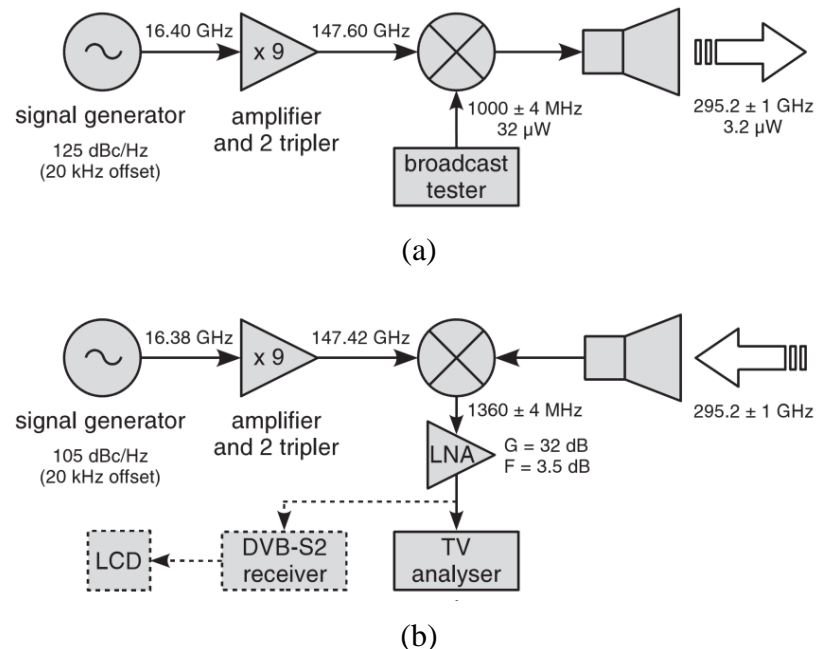 16.40 GHz
147.60 GHz
x 9
signal generator
125 dBc/Hz
(20 kHz offset)
amplifier
and 2 tripler
1000 ± 4 MHz
32 µW
broadcast
tester
295.2 ± 1 GHz
3.2 µW
(a)
16.38 GHz
147.42 GHz
x 9
signal generator
105 dBc/Hz
(20 kHz offset)
amplifier
and 2 tripler
1360 ± 4 MHz
295.2 ± 1 GHz
LNA
G = 32 dB
F = 3.5 dB
LCD
DVB-S2
receiver
TV
analyser
(b)